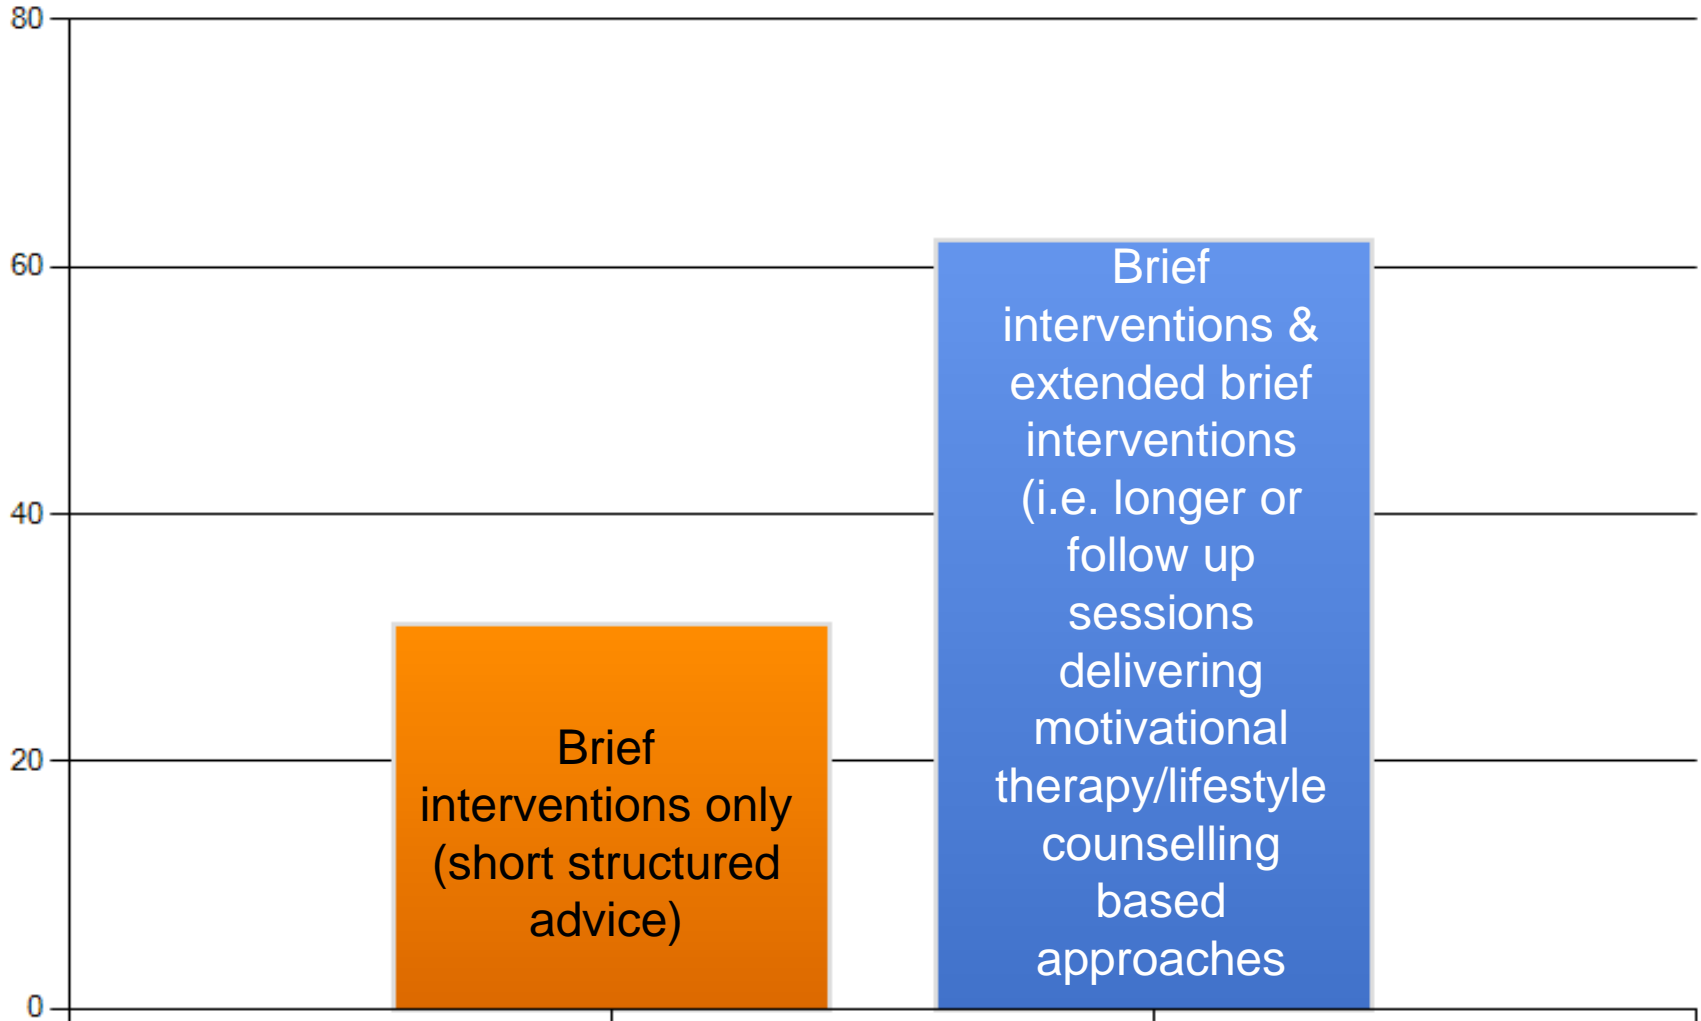 80
60
40
20
0
Brief
interventions only
(short structured
advice)
Brief
interventions &
extended brief
interventions
(i.e. longer or
follow up
sessions
delivering
motivational
therapy/lifestyle
counselling
based
approaches